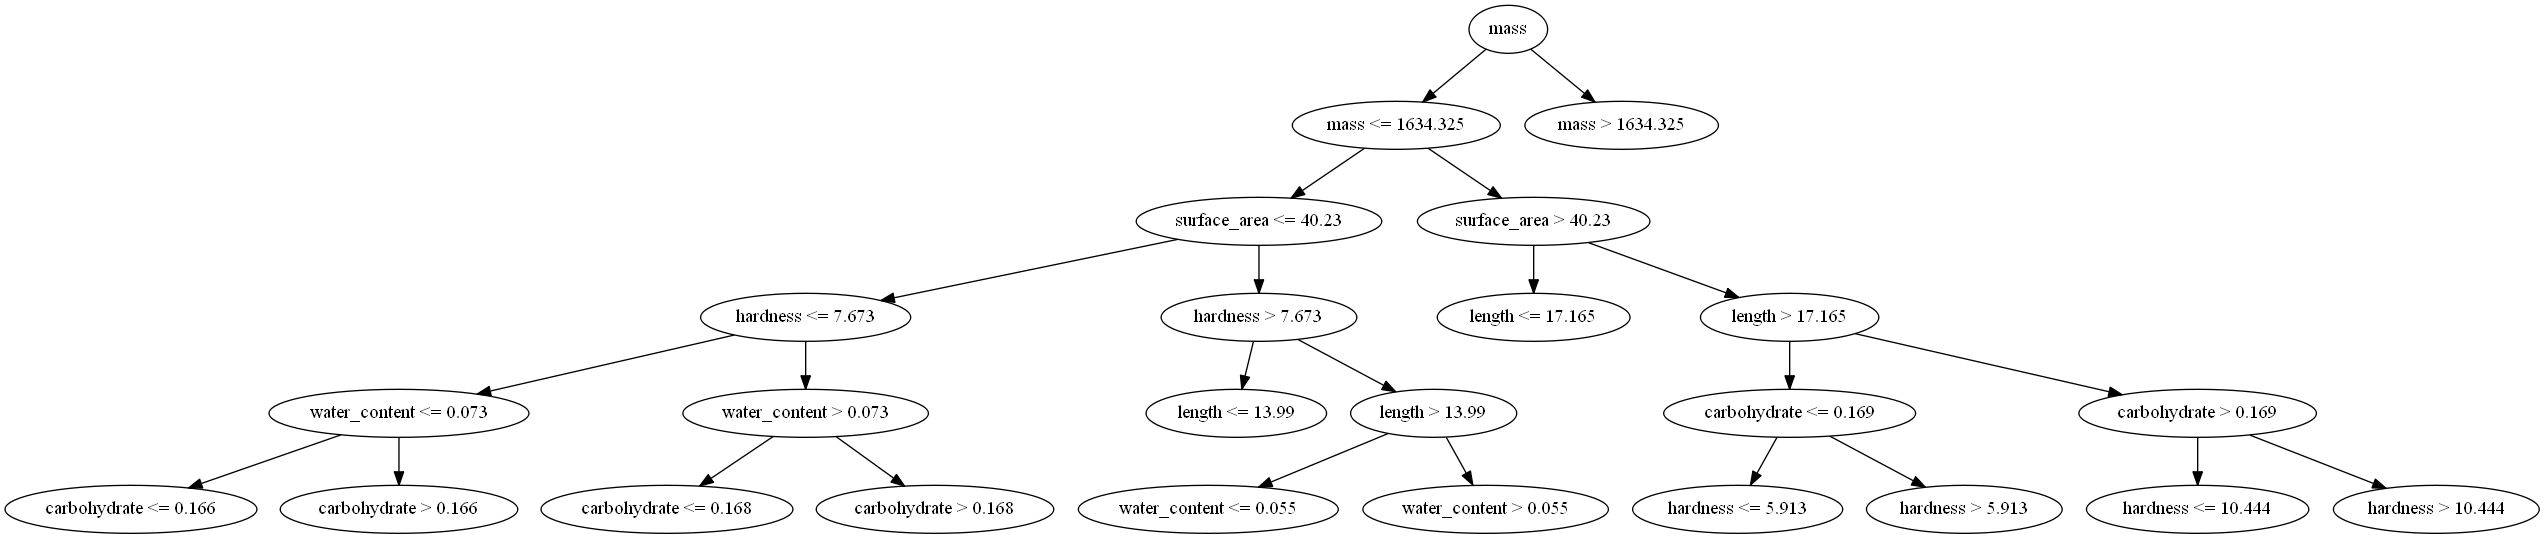 mass
mass <= 1634.325
mass > 1634.325
surface_area <= 40.23
surface_area > 40.23
hardness <= 7.673
hardness > 7.673
length <= 17.165
length > 17.165
water_content <= 0.073
water_content > 0.073
length <= 13.99
length > 13.99
carbohydrate <= 0.169
carbohydrate > 0.169
carbohydrate <= 0.166
carbohydrate > 0.166
carbohydrate <= 0.168
carbohydrate > 0.168
water_content <= 0.055
water_content > 0.055
hardness <= 5.913
hardness > 5.913
hardness <= 10.444
hardness > 10.444